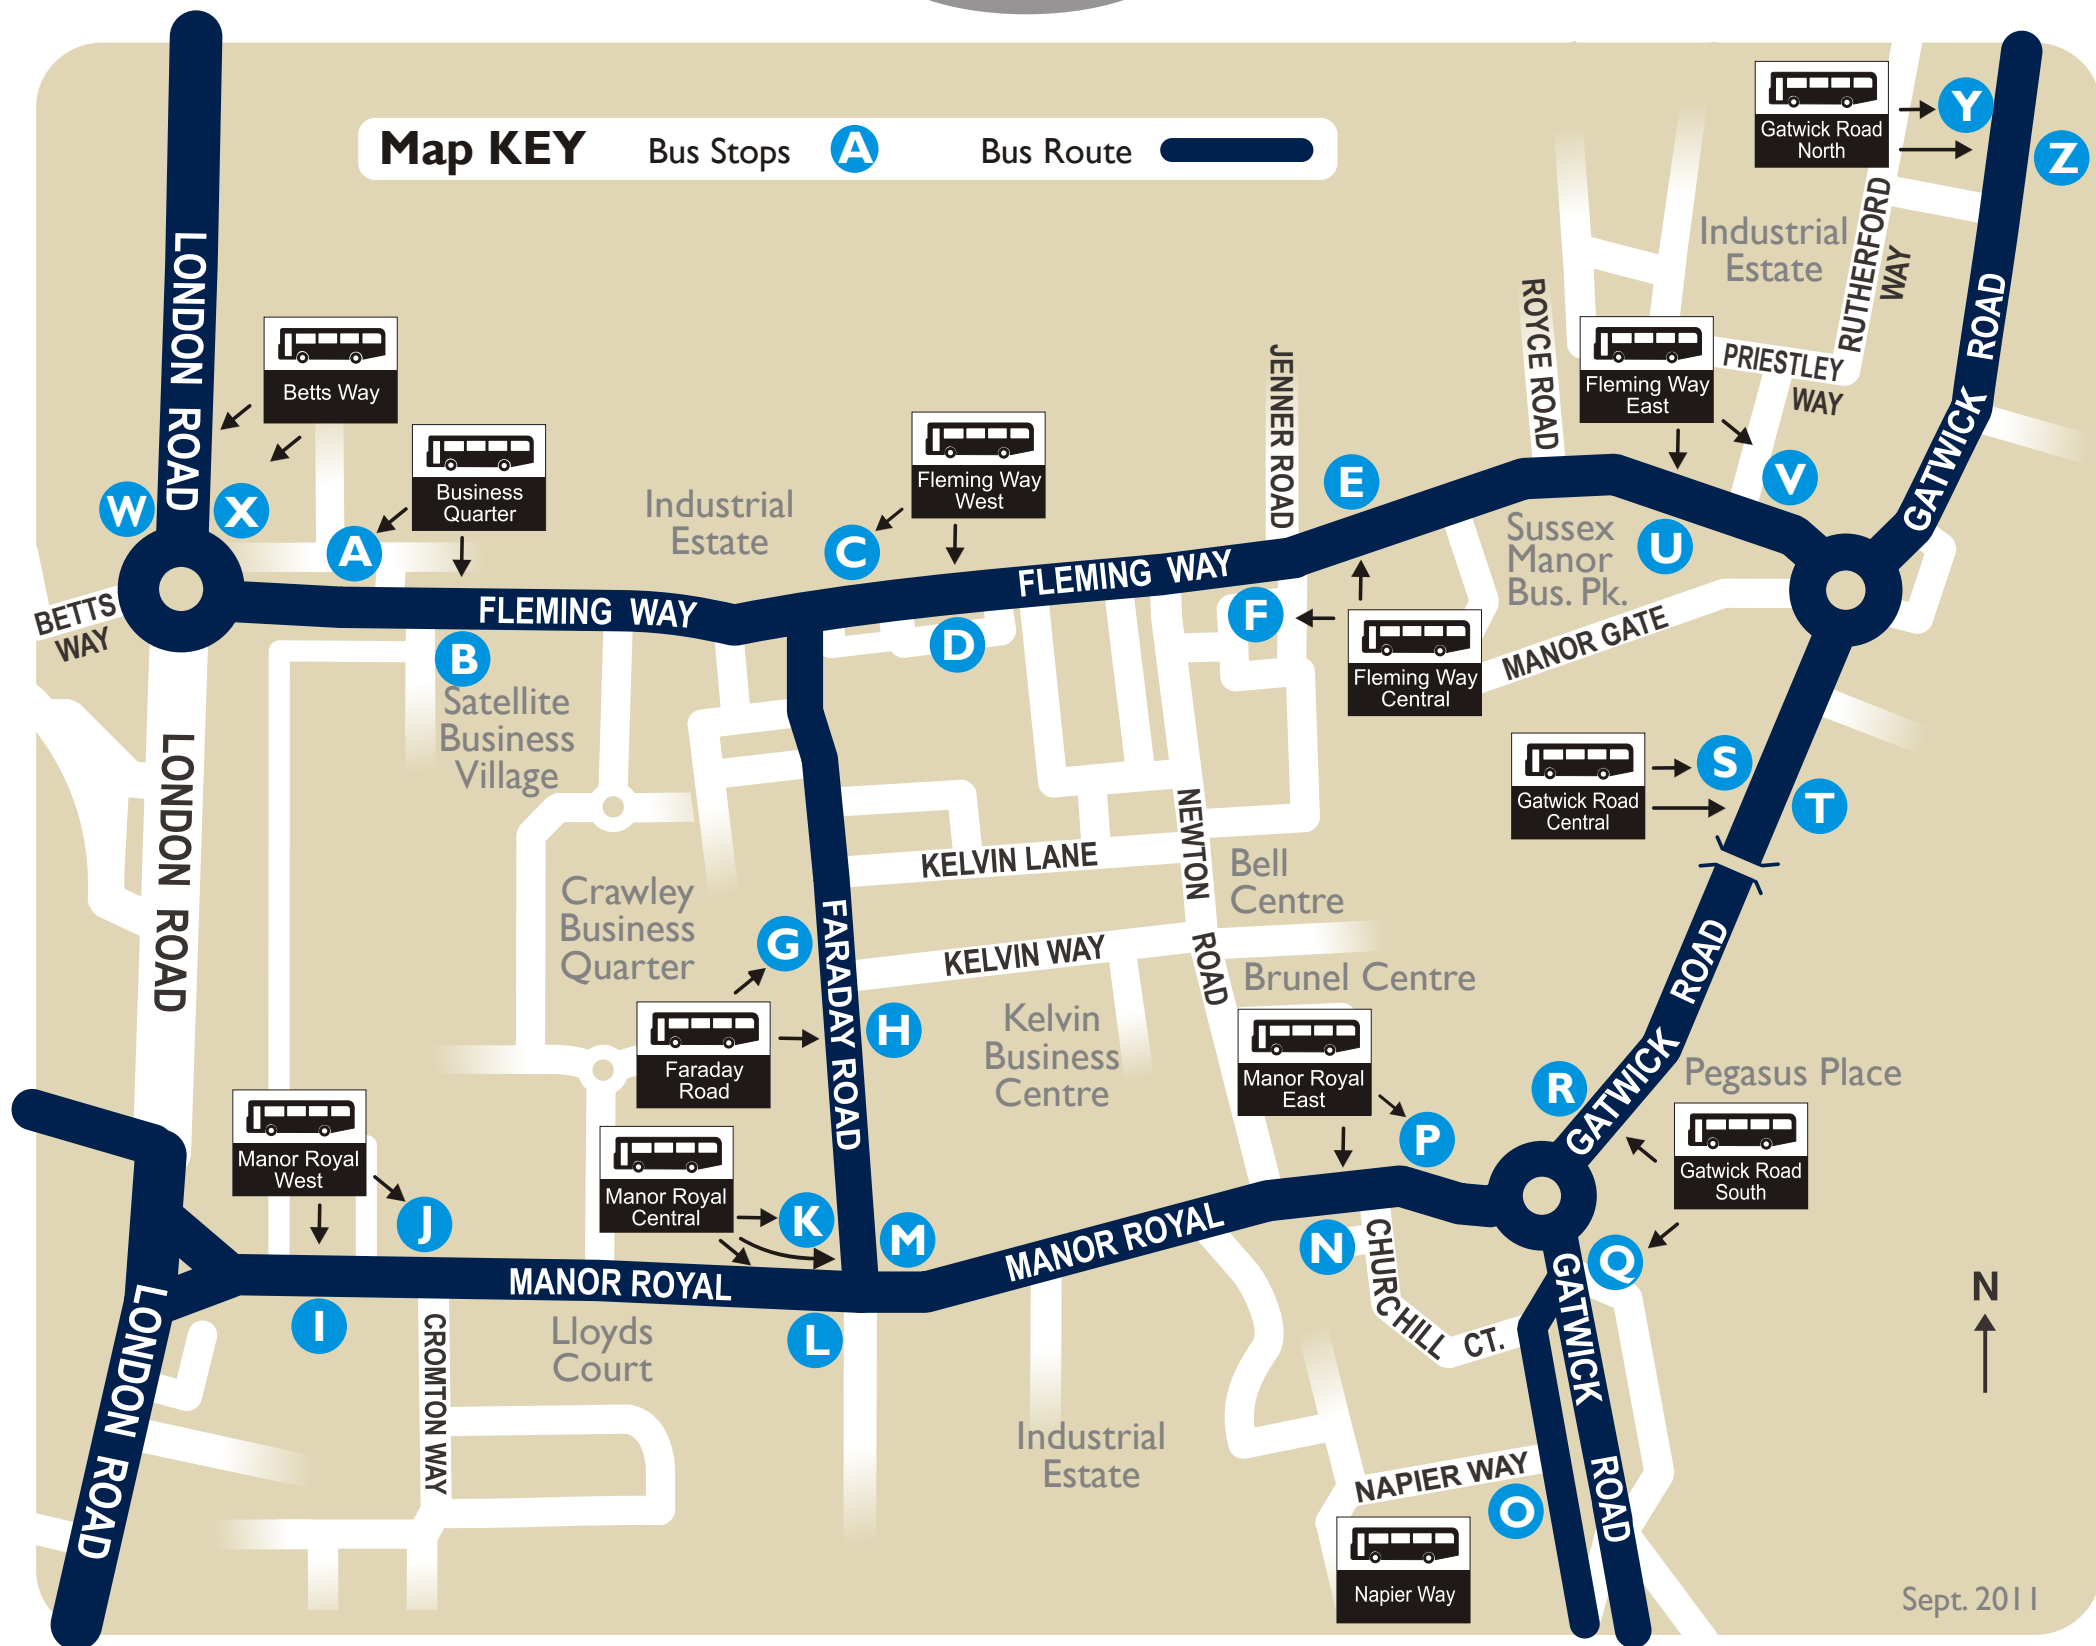 Map KEY
Bus Stops
A
Bus Route
Gatwick Road
North
Y
Z
LONDON ROAD
Industrial
Estate
RUTHERFORD
WAY
GATWICK ROAD
ROYCE ROAD
JENNER ROAD
Betts Way
Fleming Way
East
PRIESTLEY
WAY
Business
Quarter
Fleming Way
West
Industrial
Estate
W
X
A
C
E
V
U
Sussex
Manor
Bus. Pk.
BETTS
WAY
FLEMING WAY
FLEMING WAY
F
B
D
MANOR GATE
Fleming Way
Central
Satellite
Business
Village
LONDON ROAD
S
T
Gatwick Road
Central
NEWTON ROAD
KELVIN LANE
Bell
Centre
Crawley
Business
Quarter
G
FARADAY ROAD
KELVIN WAY
Brunel Centre
GATWICK ROAD
H
Kelvin
Business
Centre
Faraday
Road
Manor Royal
East
R
Pegasus Place
P
Manor Royal
West
Gatwick Road
South
Manor Royal
Central
J
K
M
N
Q
MANOR ROYAL
MANOR ROYAL
CHURCHILL CT.
GATWICK ROAD
N
I
L
LONDON ROAD
CROMTON WAY
Lloyds
Court
Industrial
Estate
NAPIER WAY
O
Napier Way
Sept. 2011